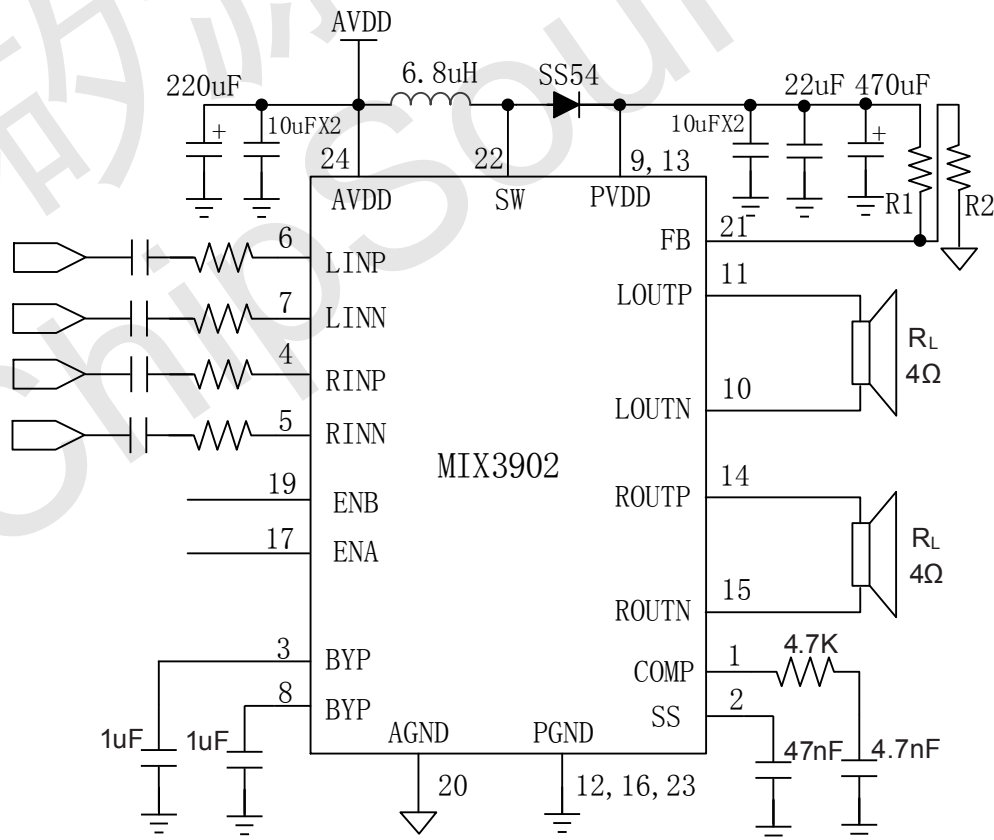 AVDD
220uF
6.8uH
SS54
22uF
470uF
10uFX2
+
10uFX2
+
24
22
9, 13
R1
R2
AVDD
SW
PVDD
6
LINP
FB
21
7
LINN
LOUTP
11
4
RINP
RL
4Ω
5
RINN
LOUTN
10
MIX3902
19
ENB
ROUTP
14
17
ENA
RL
4Ω
ROUTN
15
3
BYP
COMP
1
4.7K
8
BYP
SS
2
1uF
1uF
AGND
PGND
47nF
4.7nF
20
12, 16, 23
ChipSour